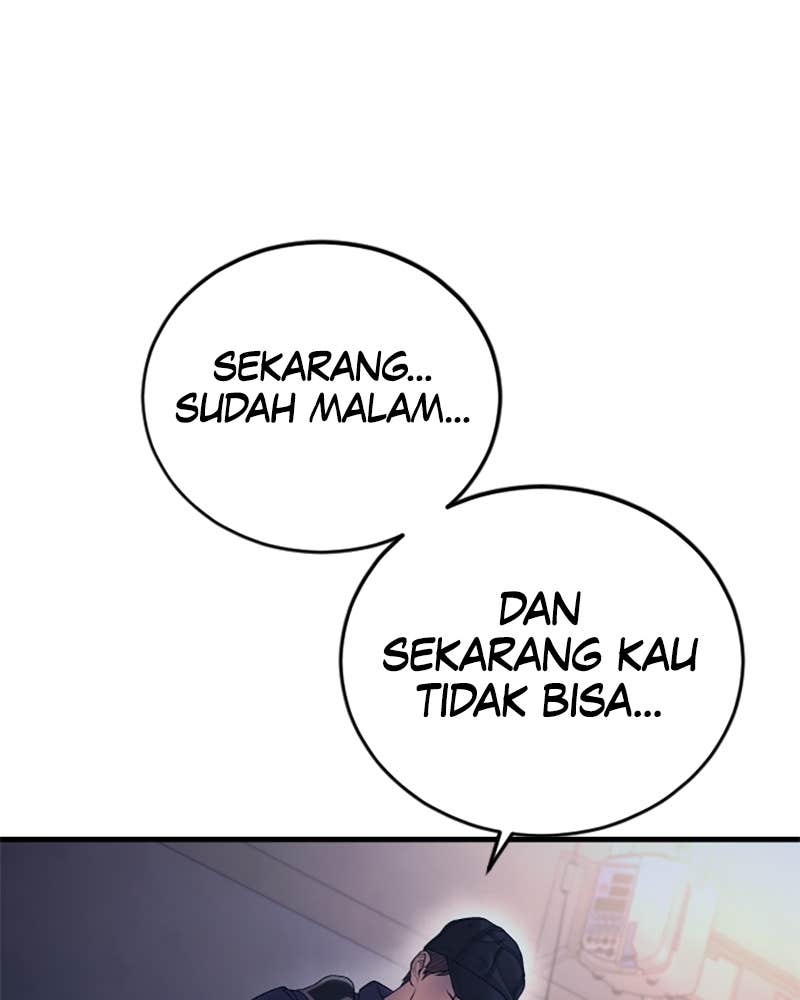 SEKARANG...
SUDAH MALAM...
DAN
SEKARANG KAU
TIDAK BISA...